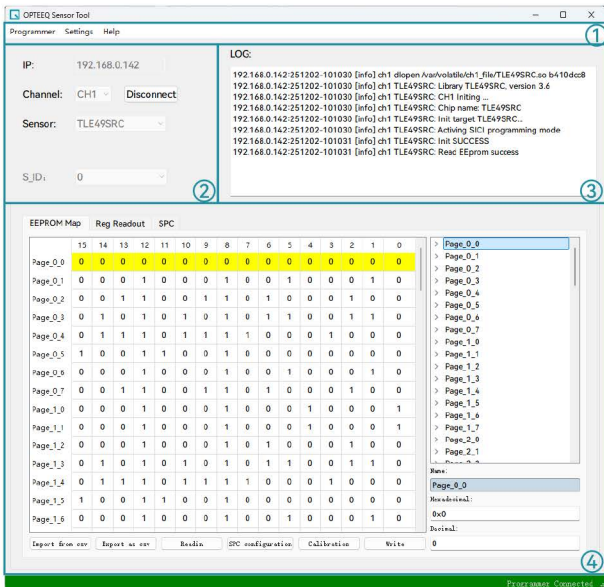 OPTEEQ Sensor Tool
Programmer Settings Help
①
IP: 192.168.0.142
Channel: CH1 Disconnect
Sensor: TLE49SRC
S_ID: 0
②
LOG:
192.168.0.142:251202-101030 [info] ch1 dlopen /var/volatile/ch1_file/TLE49SRC.so b410dcc8
192.168.0.142:251202-101030 [info] ch1 TLE49SRC: Library TLE49SRC, version 3.6
192.168.0.142:251202-101030 [info] ch1 TLE49SRC: CH1 Initing ...
192.168.0.142:251202-101030 [info] ch1 TLE49SRC: Chip name: TLE49SRC
192.168.0.142:251202-101030 [info] ch1 TLE49SRC: Init target TLE49SRC...
192.168.0.142:251202-101030 [info] ch1 TLE49SRC: Activing SICI programming mode
192.168.0.142:251202-101031 [info] ch1 TLE49SRC: Init SUCCESS
192.168.0.142:251202-101031 [info] ch1 TLE49SRC: Read EEprom success
③
EEPROM Map Reg Readout SPC
15 14 13 12 11 10 9 8 7 6 5 4 3 2 1 0
Page_0_0 0 0 0 0 0 0 0 0 0 0 0 0 0 0 0 0
Page_0_1 0 0 0 1 0 0 0 1 0 0 1 0 0 0 1 0
Page_0_2 0 0 1 1 0 0 1 1 0 1 0 0 0 1 0 0
Page_0_3 0 1 0 1 0 1 0 1 0 1 1 0 0 1 1 0
Page_0_4 0 1 1 1 0 1 1 1 1 0 0 0 1 0 0 0
Page_0_5 1 0 0 1 1 0 0 1 0 0 0 0 0 0 0 0
Page_0_6 0 0 0 1 0 0 0 1 0 0 1 0 0 0 1 0
Page_0_7 0 0 1 1 0 0 1 1 0 1 0 0 0 1 0 0
Page_1_0 0 0 0 1 0 0 0 1 0 0 0 1 0 0 0 1
Page_1_1 0 0 0 1 0 0 0 1 0 0 0 1 0 0 0 1
Page_1_2 0 0 0 1 0 0 0 1 0 1 0 0 0 1 0 0
Page_1_3 0 1 0 1 0 1 0 1 0 1 1 0 0 1 1 0
Page_1_4 0 1 1 1 0 1 1 1 1 0 0 0 1 0 0 0
Page_1_5 1 0 0 1 1 0 0 1 0 0 0 0 0 0 0 0
Page_1_6 0 0 0 1 0 0 0 1 0 0 1 0 0 0 1 0
Import from csv Export as csv Readin SPC configuration Calibration Write
> Page_0_0
> Page_0_1
> Page_0_2
> Page_0_3
> Page_0_4
> Page_0_5
> Page_0_6
> Page_0_7
> Page_1_0
> Page_1_1
> Page_1_2
> Page_1_3
> Page_1_4
> Page_1_5
> Page_1_6
> Page_1_7
> Page_2_0
> Page_2_1
Name:
Page_0_0
Hexadecimal:
0x0
Decimal:
0
④
Programmer Connected